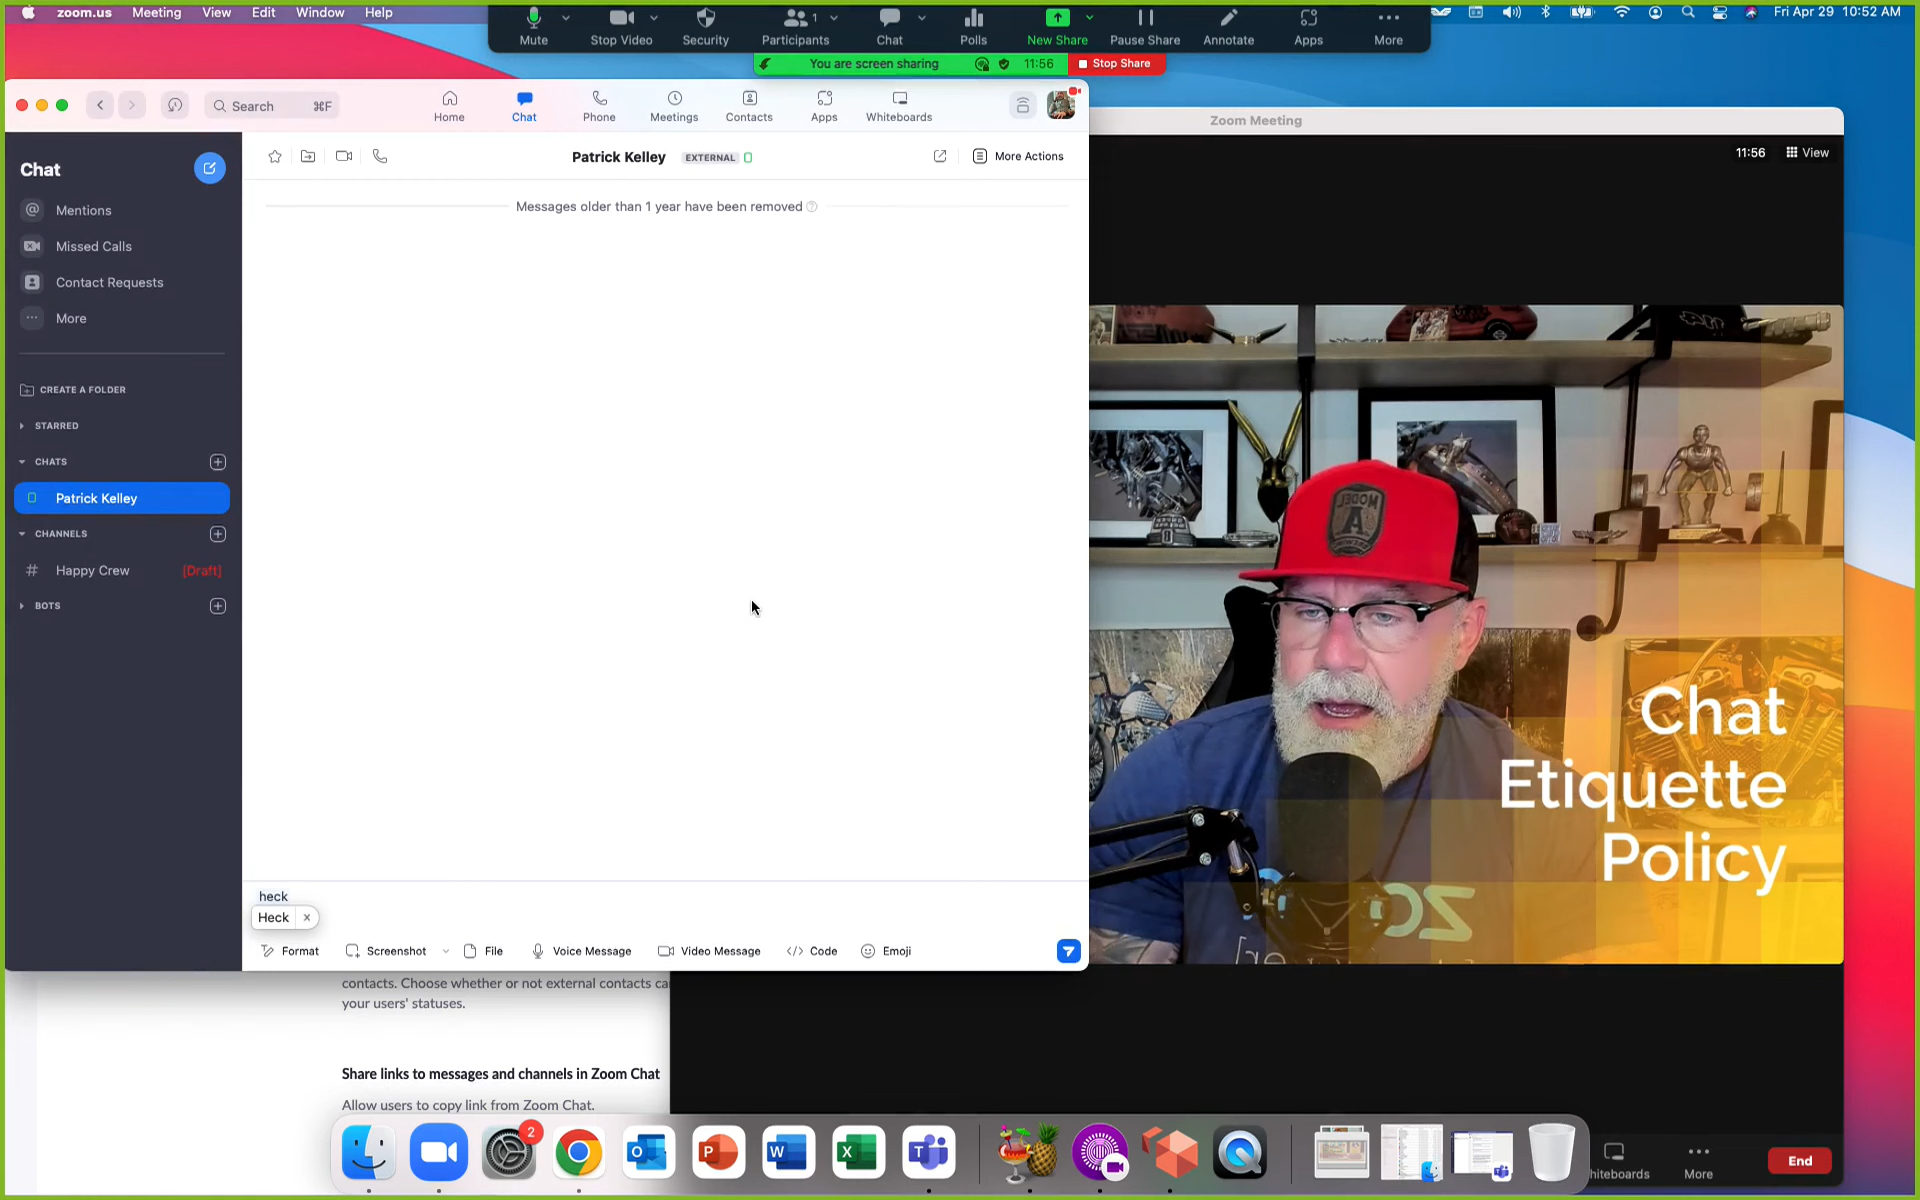 zoom.us Meeting View Edit Window Help
Fri Apr 29 10:52 AM
Mute
Stop Video
Security
1
Participants
Chat
Polls
New Share
Pause Share
Annotate
Apps
More
You are screen sharing
11:56
Stop Share
Search ⌘F
Home
Chat
Phone
Meetings
Contacts
Apps
Whiteboards
Zoom Meeting
11:56
View
Chat
Mentions
Missed Calls
Contact Requests
More
CREATE A FOLDER
STARRED
CHATS
Patrick Kelley
CHANNELS
# Happy Crew [Draft]
BOTS
Patrick Kelley EXTERNAL
More Actions
Messages older than 1 year have been removed
MODEL
A
Chat
Etiquette
Policy
heck
Heck ×
Format
Screenshot
File
Voice Message
Video Message
</> Code
Emoji
contacts. Choose whether or not external contacts ca
your users' statuses.
Share links to messages and channels in Zoom Chat
Allow users to copy link from Zoom Chat.
2
hiteboards
More
End